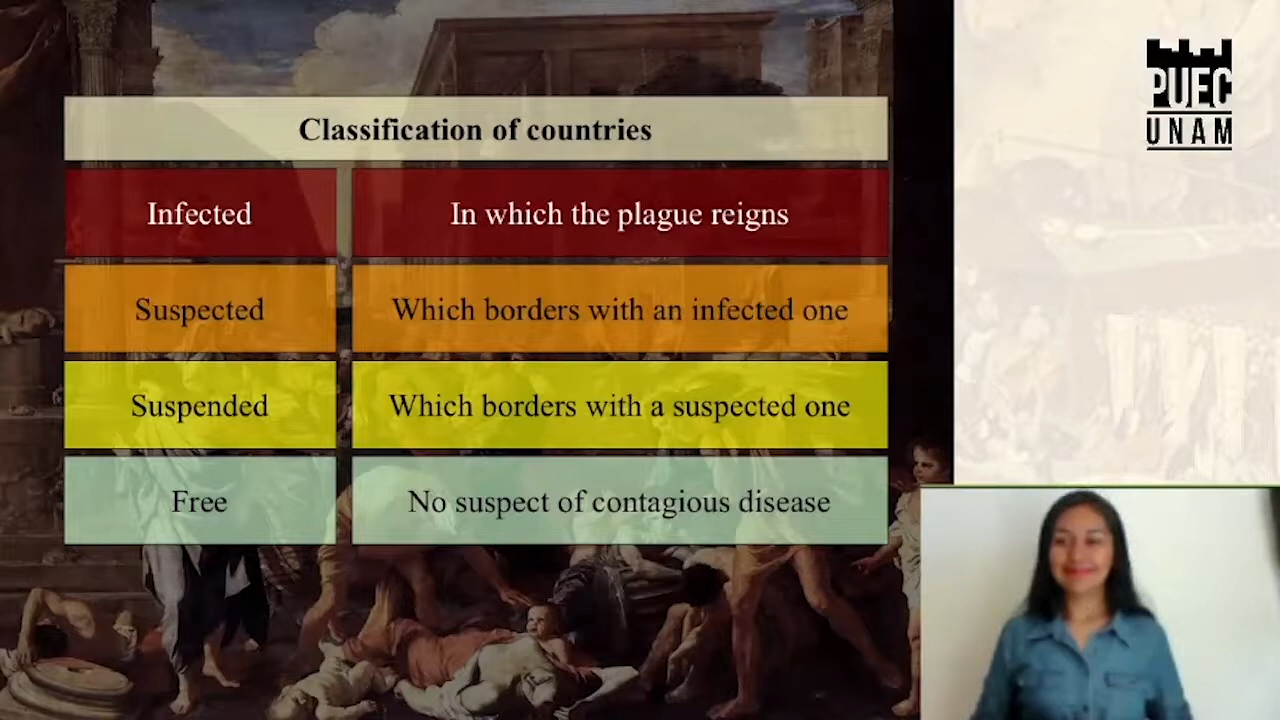 Classification of countries
Infected
In which the plague reigns
Suspected
Which borders with an infected one
Suspended
Which borders with a suspected one
Free
No suspect of contagious disease
PUEC
UNAM